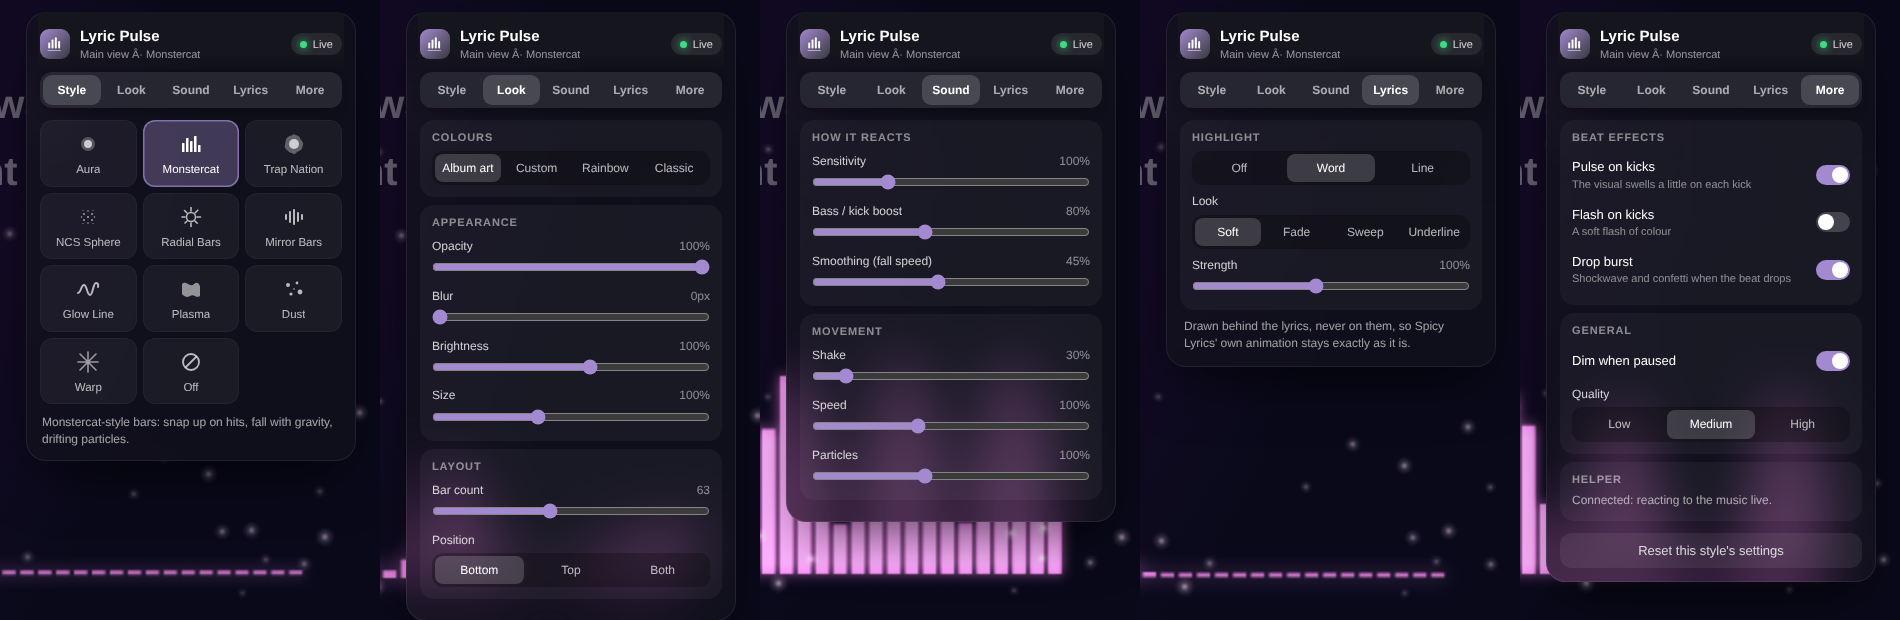 Lyric Pulse
Main view Â· Monstercat
Live
Style Look Sound Lyrics More
Aura Monstercat Trap Nation
NCS Sphere Radial Bars Mirror Bars
Glow Line Plasma Dust
Warp Off
Monstercat-style bars: snap up on hits, fall with gravity,
drifting particles.
w
nt
Lyric Pulse
Main view Â· Monstercat
Live
Style Look Sound Lyrics More
COLOURS
Album art Custom Rainbow Classic
APPEARANCE
Opacity 100%
Blur 0px
Brightness 100%
Size 100%
LAYOUT
Bar count 63
Position
Bottom Top Both
w
nt
Lyric Pulse
Main view Â· Monstercat
Live
Style Look Sound Lyrics More
HOW IT REACTS
Sensitivity 100%
Bass / kick boost 80%
Smoothing (fall speed) 45%
MOVEMENT
Shake 30%
Speed 100%
Particles 100%
w
nt
Lyric Pulse
Main view Â· Monstercat
Live
Style Look Sound Lyrics More
HIGHLIGHT
Off Word Line
Look
Soft Fade Sweep Underline
Strength 100%
Drawn behind the lyrics, never on them, so Spicy
Lyrics' own animation stays exactly as it is.
w
nt
Lyric Pulse
Main view Â· Monstercat
Live
Style Look Sound Lyrics More
BEAT EFFECTS
Pulse on kicks
The visual swells a little on each kick
Flash on kicks
A soft flash of colour
Drop burst
Shockwave and confetti when the beat drops
GENERAL
Dim when paused
Quality
Low Medium High
HELPER
Connected: reacting to the music live.
Reset this style's settings
w
nt